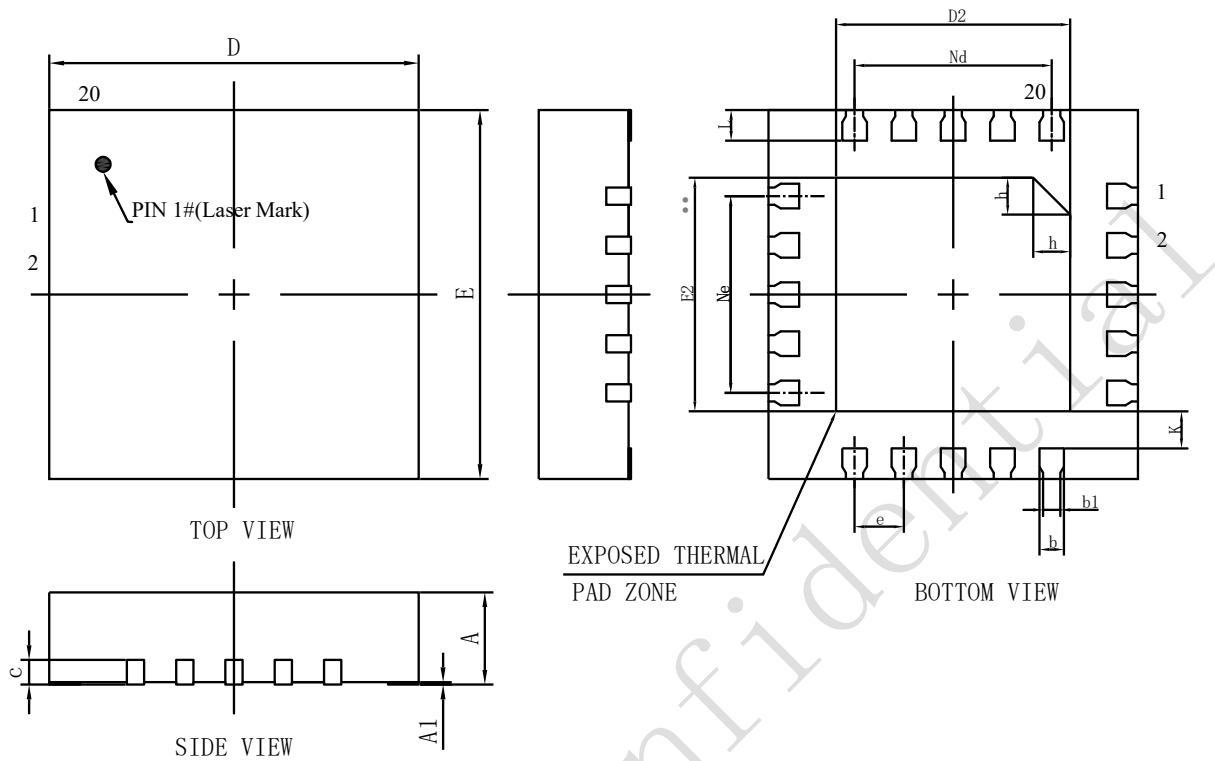 D
20
PIN 1#(Laser Mark)
1
2
E
TOP VIEW
D2
Nd
20
L
h
h
1
2
E2
Ne
K
e
b1
b
EXPOSED THERMAL
PAD ZONE
BOTTOM VIEW
c
A
A1
SIDE VIEW
nfidential